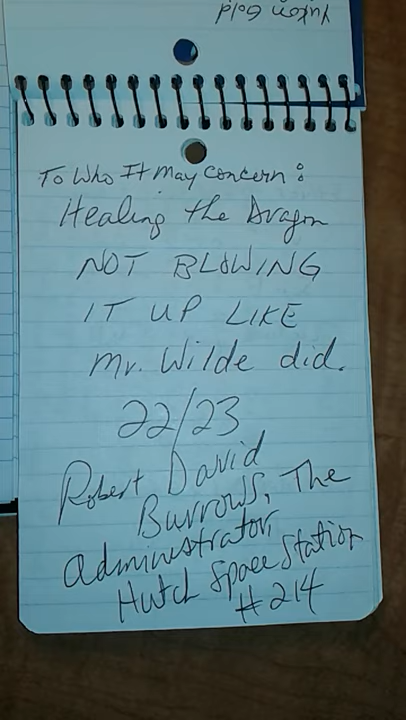 Yukon Gold
To Who It May Concern:
Healing the Dragon
NOT BLOWING
IT UP LIKE
Mr. Wilde did.
22/23
Robert David
Burrows, The
Administrator,
Hutch Space Station
#214